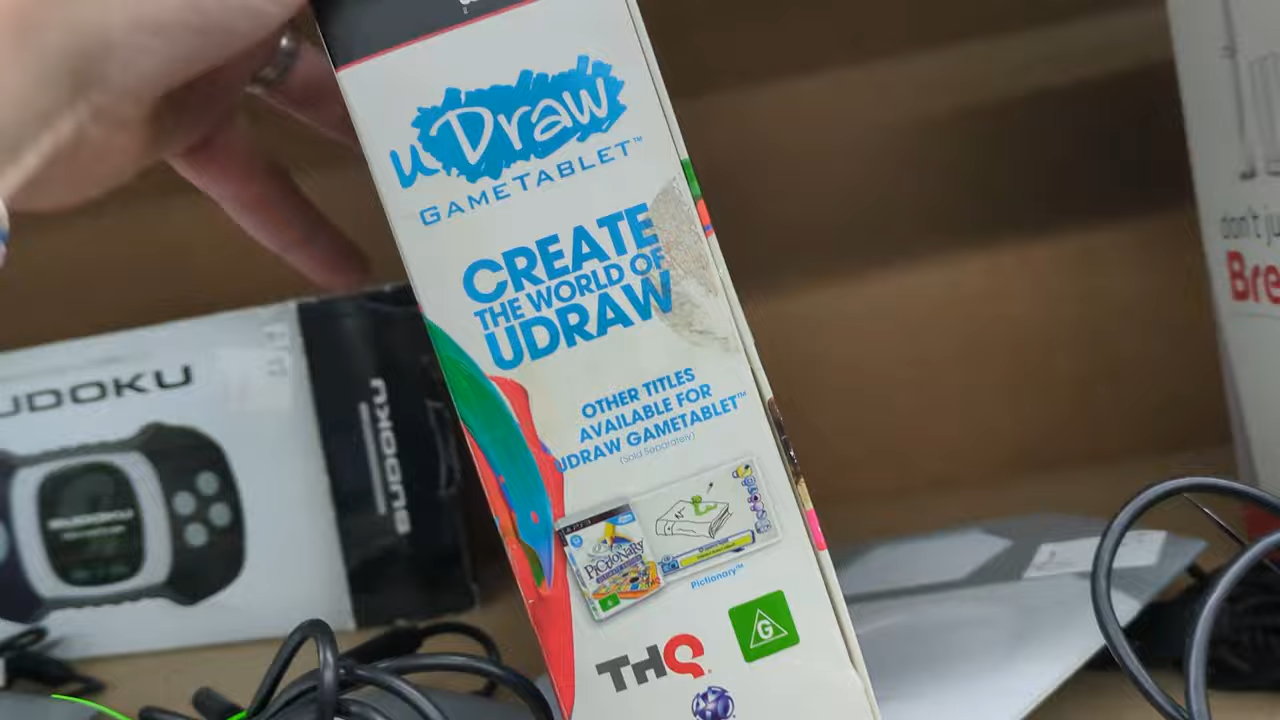 uDraw
GAMETABLET™
CREATE
THE WORLD OF
UDRAW
OTHER TITLES
AVAILABLE FOR
UDRAW GAMETABLET™
(Sold Separately)
PICTIONARY
Pictionary™
THQ
G
UDOKU
SUDOKU
SUDOKU
don't ju
Bre